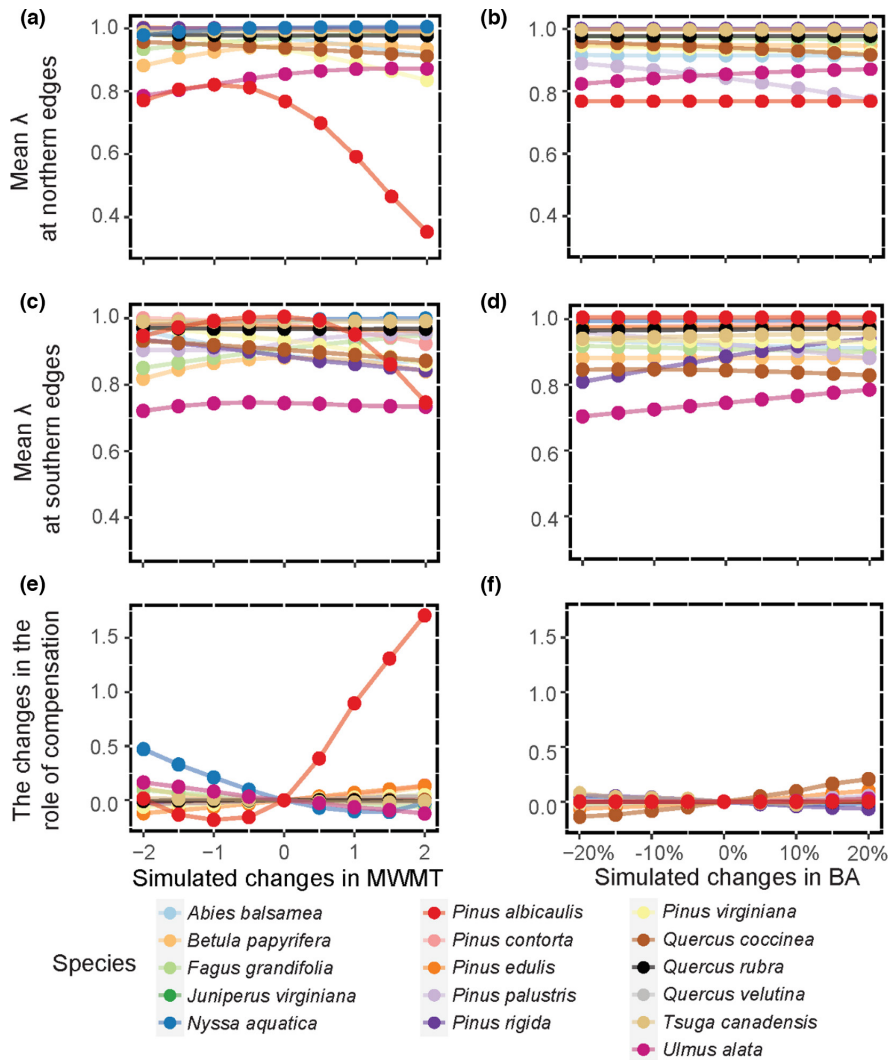 (a)
(b)
1.0
0.8
0.6
0.4
Mean λ
at northern edges
1.0
0.8
0.6
0.4
(c)
(d)
1.0
0.8
0.6
0.4
Mean λ
at southern edges
1.0
0.8
0.6
0.4
(e)
(f)
1.5
1.0
0.5
0.0
The changes in the
role of compensation
1.5
1.0
0.5
0.0
−2 −1 0 1 2
−20% −10% 0% 10% 20%
Simulated changes in MWMT
Simulated changes in BA
Species
Abies balsamea
Betula papyrifera
Fagus grandifolia
Juniperus virginiana
Nyssa aquatica
Pinus albicaulis
Pinus contorta
Pinus edulis
Pinus palustris
Pinus rigida
Pinus virginiana
Quercus coccinea
Quercus rubra
Quercus velutina
Tsuga canadensis
Ulmus alata